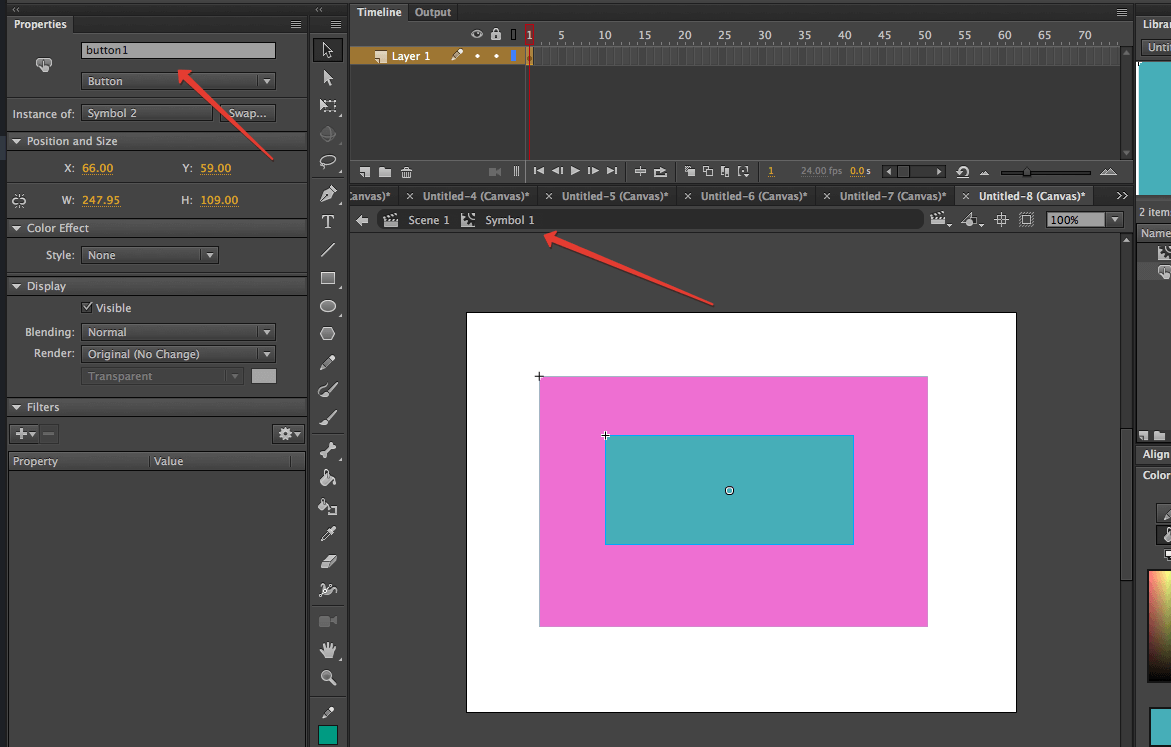 Properties
button1
Button
Instance of: Symbol 2 Swap...
Position and Size
X: 66.00 Y: 59.00
W: 247.95 H: 109.00
Color Effect
Style: None
Display
Visible
Blending: Normal
Render: Original (No Change)
Transparent
Filters
Property Value
T
Timeline Output
1 5 10 15 20 25 30 35 40 45 50 55 60 65 70
Layer 1
1 24.00 fps 0.0 s
Canvas)* × Untitled-4 (Canvas)* × Untitled-5 (Canvas)* × Untitled-6 (Canvas)* × Untitled-7 (Canvas)* × Untitled-8 (Canvas)*
Scene 1 Symbol 1 100%
Librar
Untit
2 item
Name
Align
Color